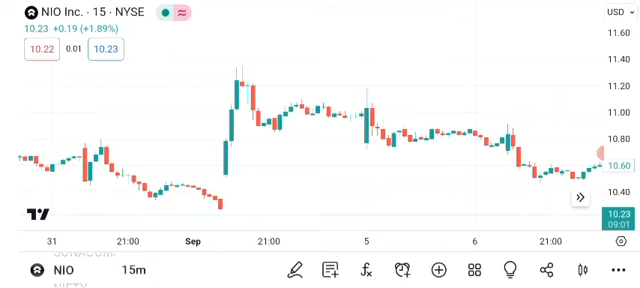 NIO Inc. · 15 · NYSE
USD
10.23 +0.19 (+1.89%)
10.22 0.01 10.23
11.60
11.40
11.20
11.00
10.80
10.60
10.40
10.23
09:01
31 21:00 Sep 21:00 5 6 21:00
NIO 15m
NIFTY